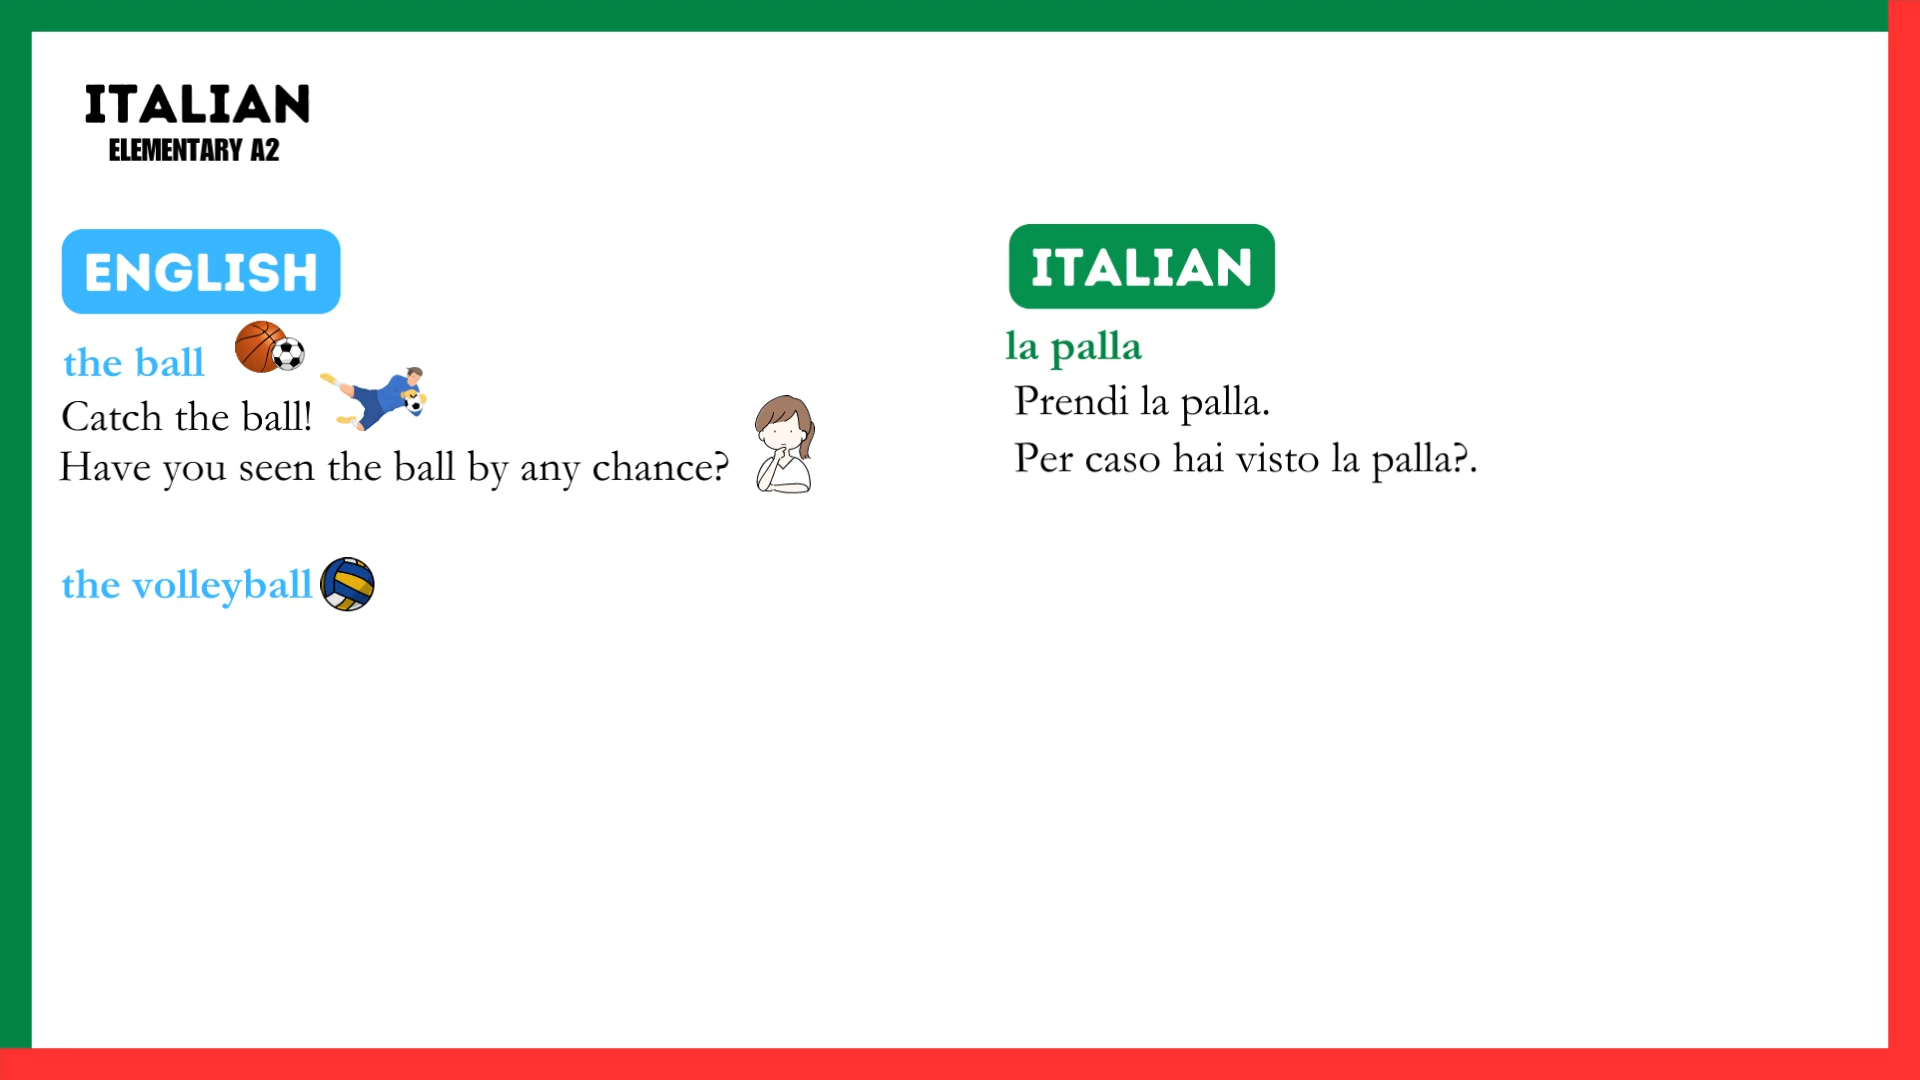 ITALIAN
ELEMENTARY A2
ENGLISH
the ball
Catch the ball!
Have you seen the ball by any chance?
the volleyball
ITALIAN
la palla
Prendi la palla.
Per caso hai visto la palla?.